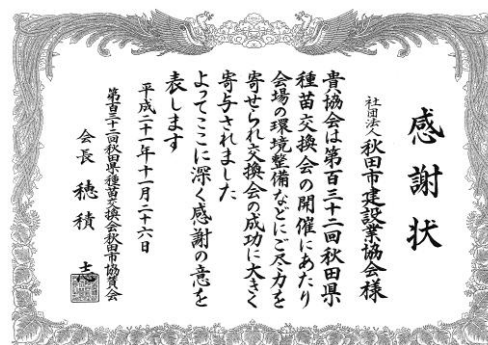 感謝状
社団法人 秋田市建設業協会 様
貴協会は第百三十二回秋田県
種苗交換会の開催にあたり
会場の環境整備などにご尽力を
寄せられ交換会の成功に大きく
寄与されました
よってここに深く感謝の意を
表します
平成二十一年十一月二十六日
第百三十二回秋田県種苗交換会秋田市協賛会
会長 穂積 志